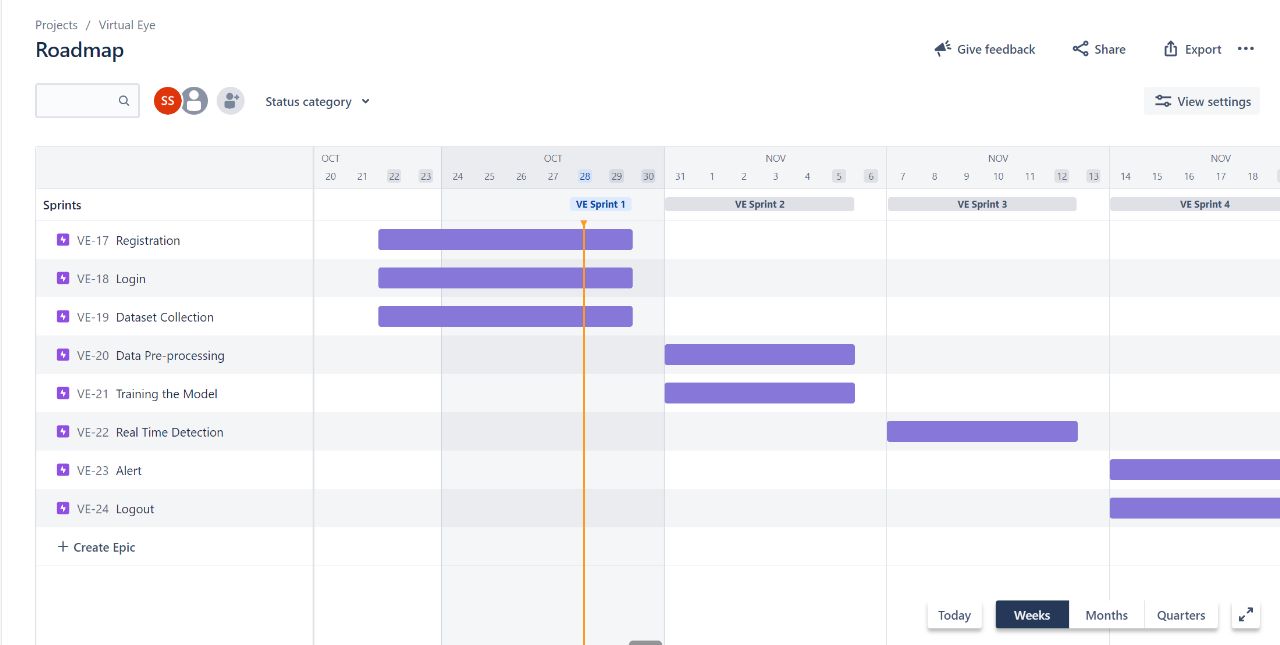 Projects / Virtual Eye
Roadmap
Give feedback Share Export
SS Status category View settings
OCT OCT NOV NOV NOV
20 21 22 23 24 25 26 27 28 29 30 31 1 2 3 4 5 6 7 8 9 10 11 12 13 14 15 16 17 18
Sprints VE Sprint 1 VE Sprint 2 VE Sprint 3 VE Sprint 4
VE-17 Registration
VE-18 Login
VE-19 Dataset Collection
VE-20 Data Pre-processing
VE-21 Training the Model
VE-22 Real Time Detection
VE-23 Alert
VE-24 Logout
+ Create Epic
Today Weeks Months Quarters